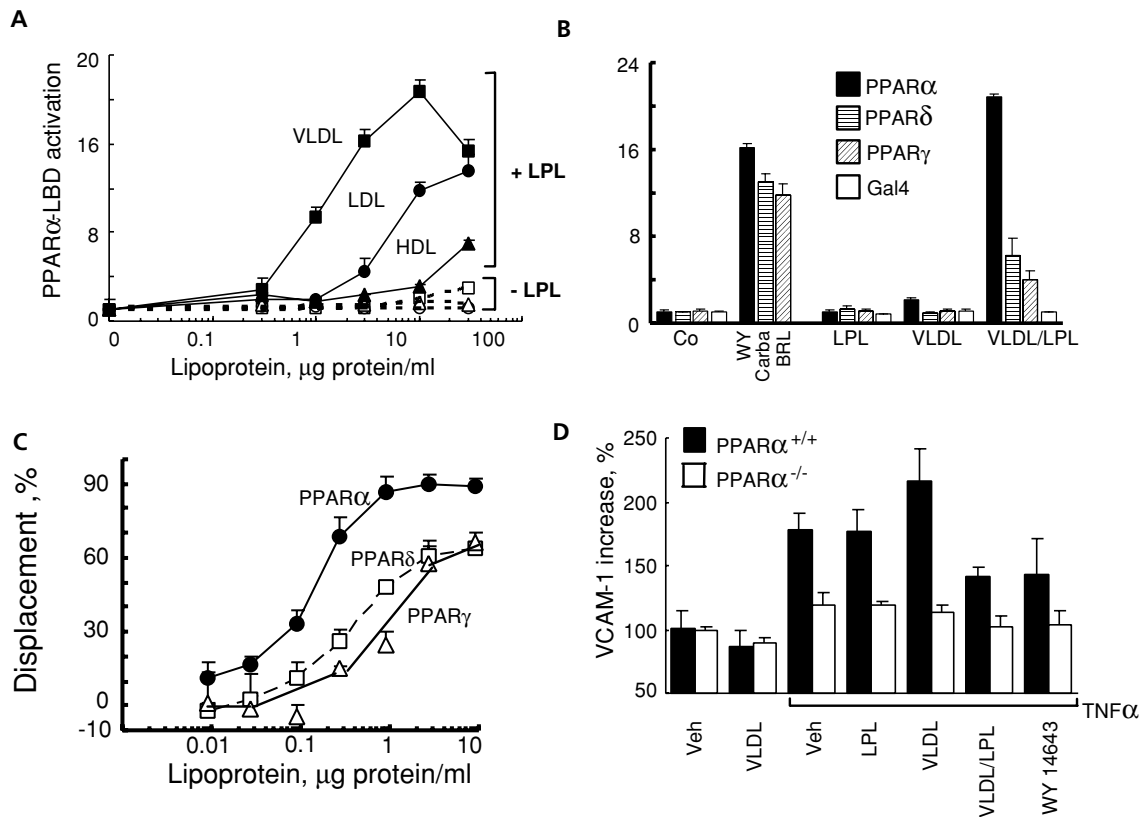 A
20
16
8
4
0
PPARα-LBD activation
VLDL
LDL
HDL
+ LPL
- LPL
0 0.1 1 10 100
Lipoprotein, μg protein/ml
B
24
16
8
0
PPARα
PPARδ
PPARγ
Gal4
Co
WY
Carba
BRL
LPL
VLDL
VLDL/LPL
C
90
60
30
0
-10
Displacement ,%
PPARα
PPARδ
PPARγ
0.01 0.1 1 10
Lipoprotein, μg protein/ml
D
250
200
150
100
50
VCAM-1 increase, %
PPARα+/+
PPARα-/-
TNFα
Veh
VLDL
Veh
LPL
VLDL
VLDL/LPL
WY 14643